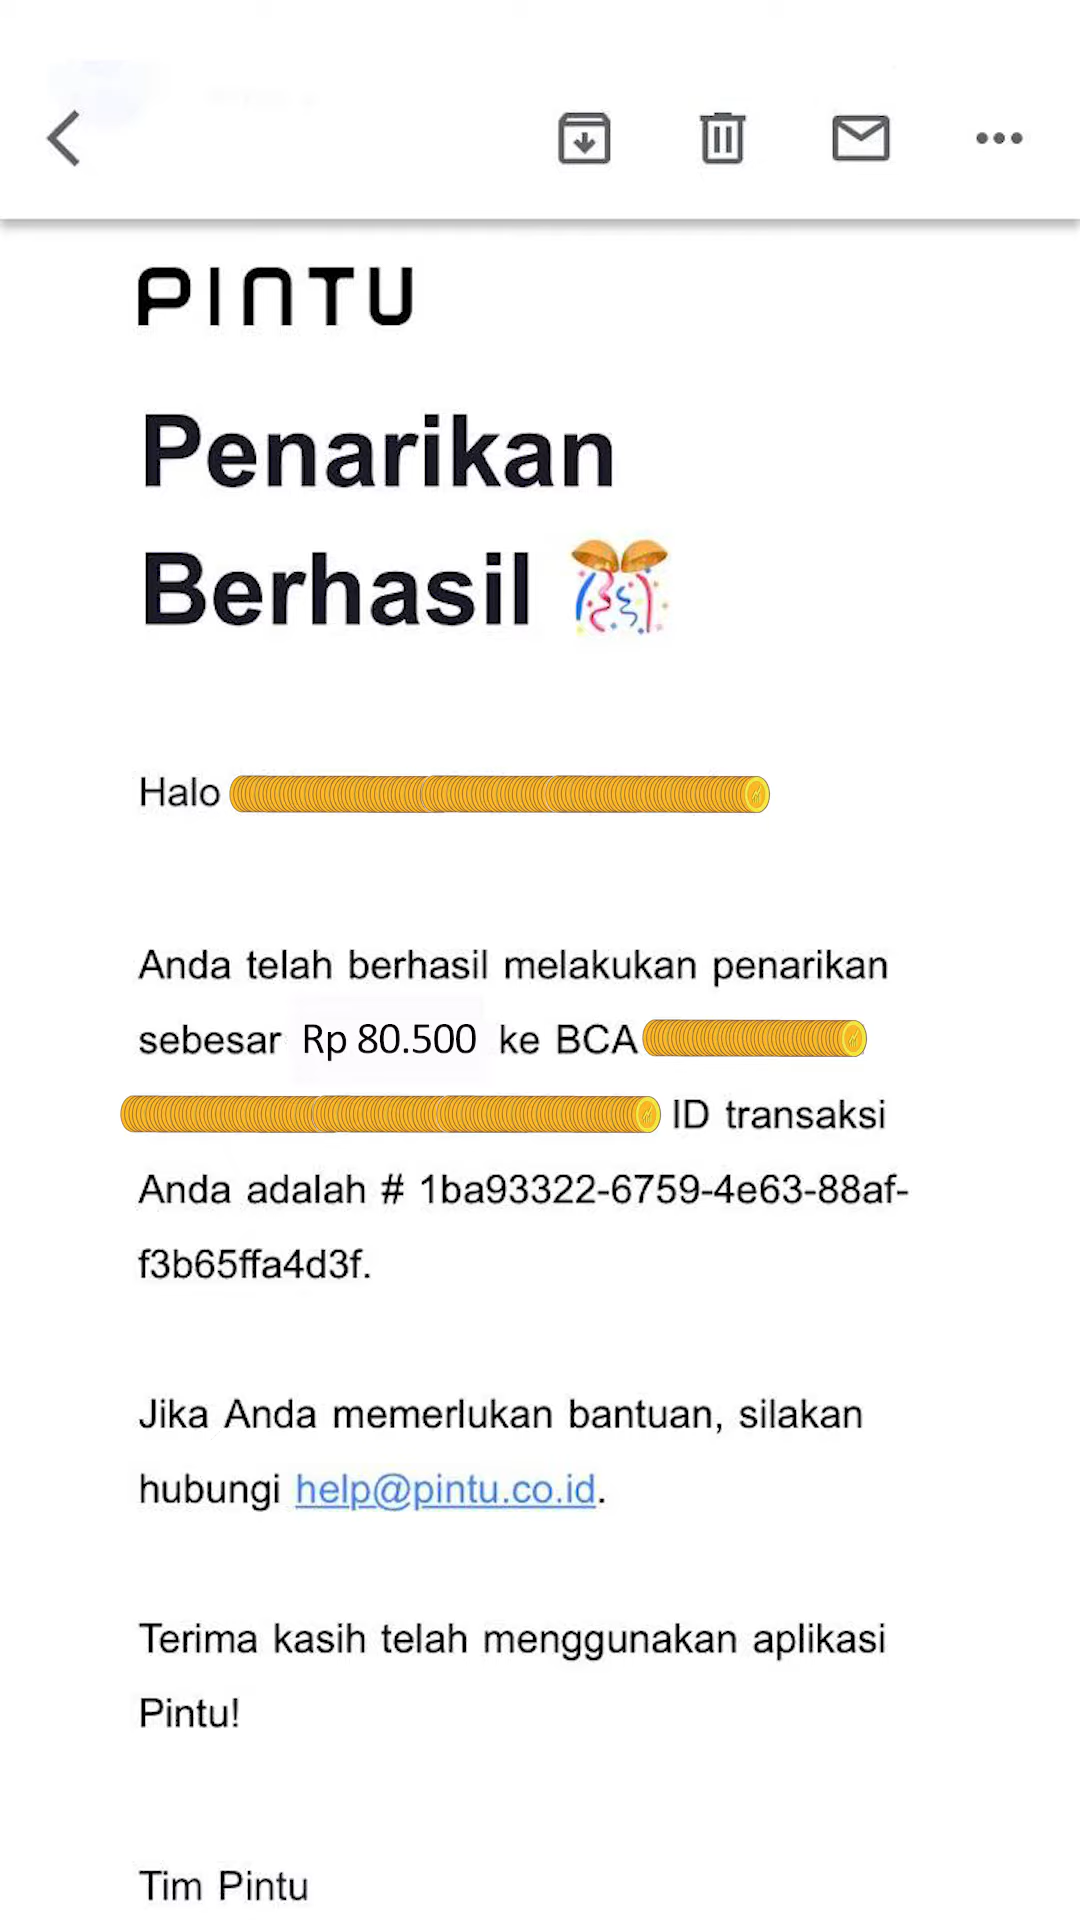 PINTU
Penarikan
Berhasil
Halo
Anda telah berhasil melakukan penarikan
sebesar Rp 80.500 ke BCA
ID transaksi
Anda adalah # 1ba93322-6759-4e63-88af-
f3b65ffa4d3f.
Jika Anda memerlukan bantuan, silakan
hubungi help@pintu.co.id.
Terima kasih telah menggunakan aplikasi
Pintu!
Tim Pintu